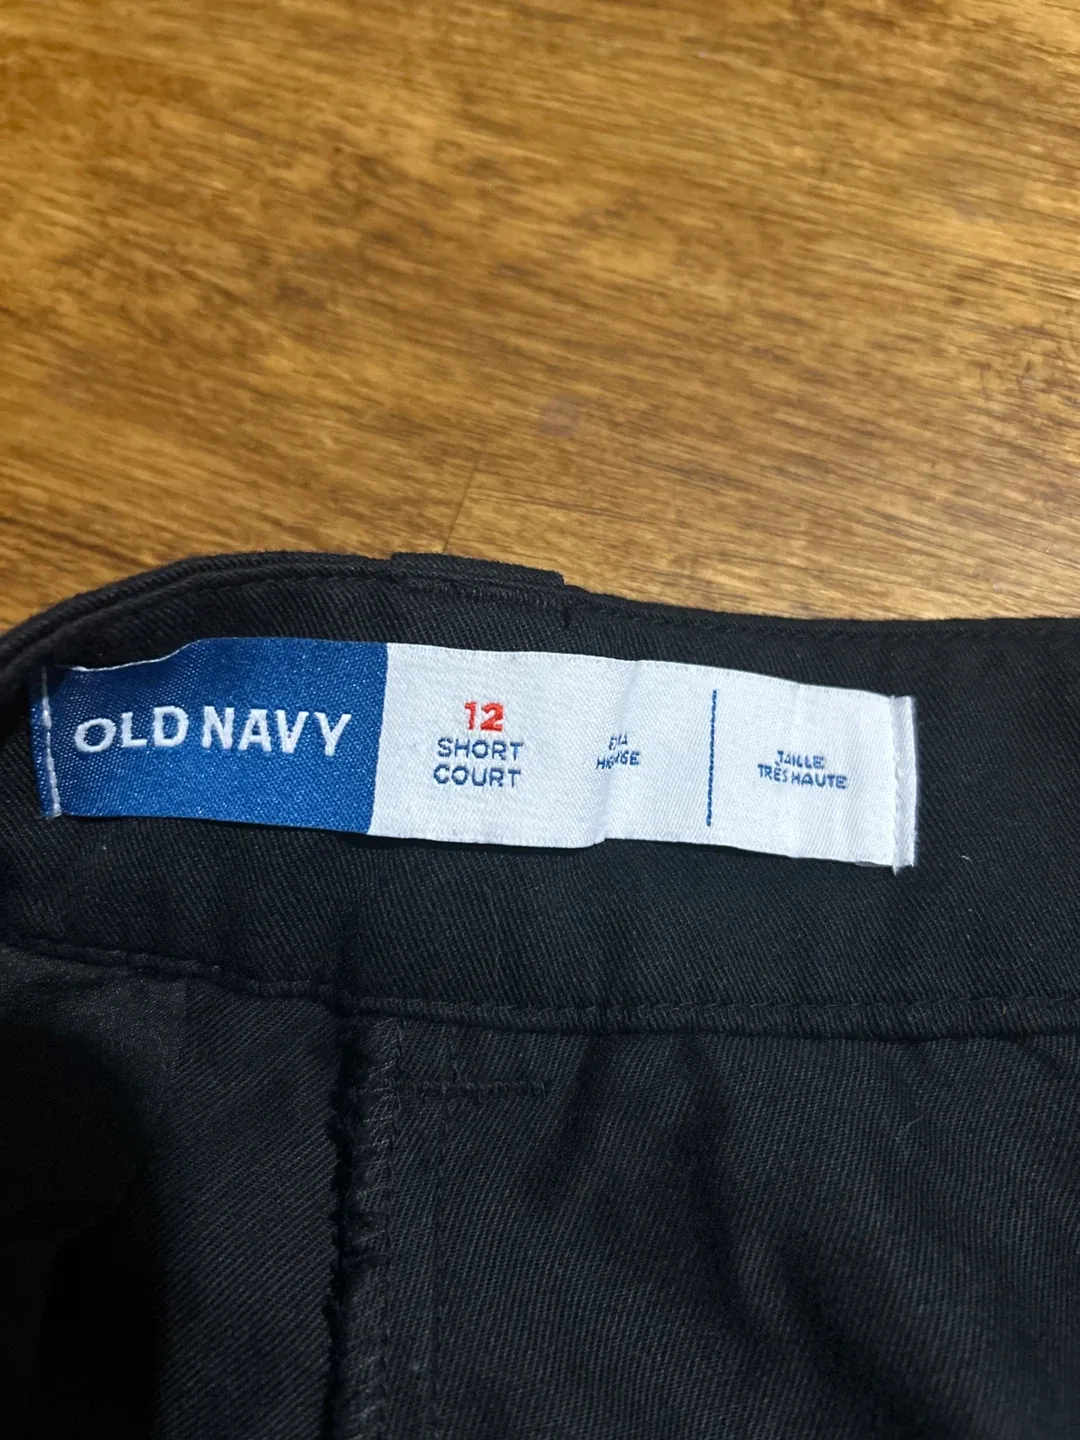 OLD NAVY
12
SHORT
COURT
TAILLE
TRÈS HAUTE